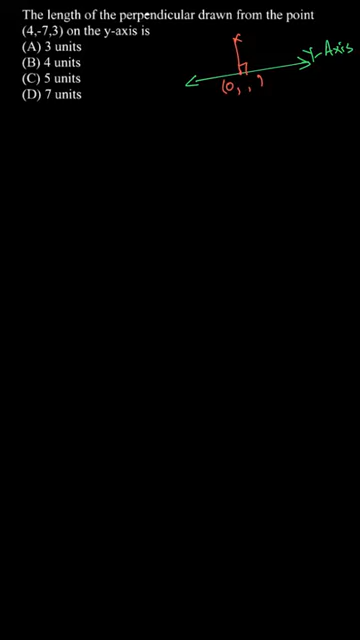 The length of the perpendicular drawn from the point
(4,-7,3) on the y-axis is
(A) 3 units
(B) 4 units
(C) 5 units
(D) 7 units
Y-Axis
(0, , )